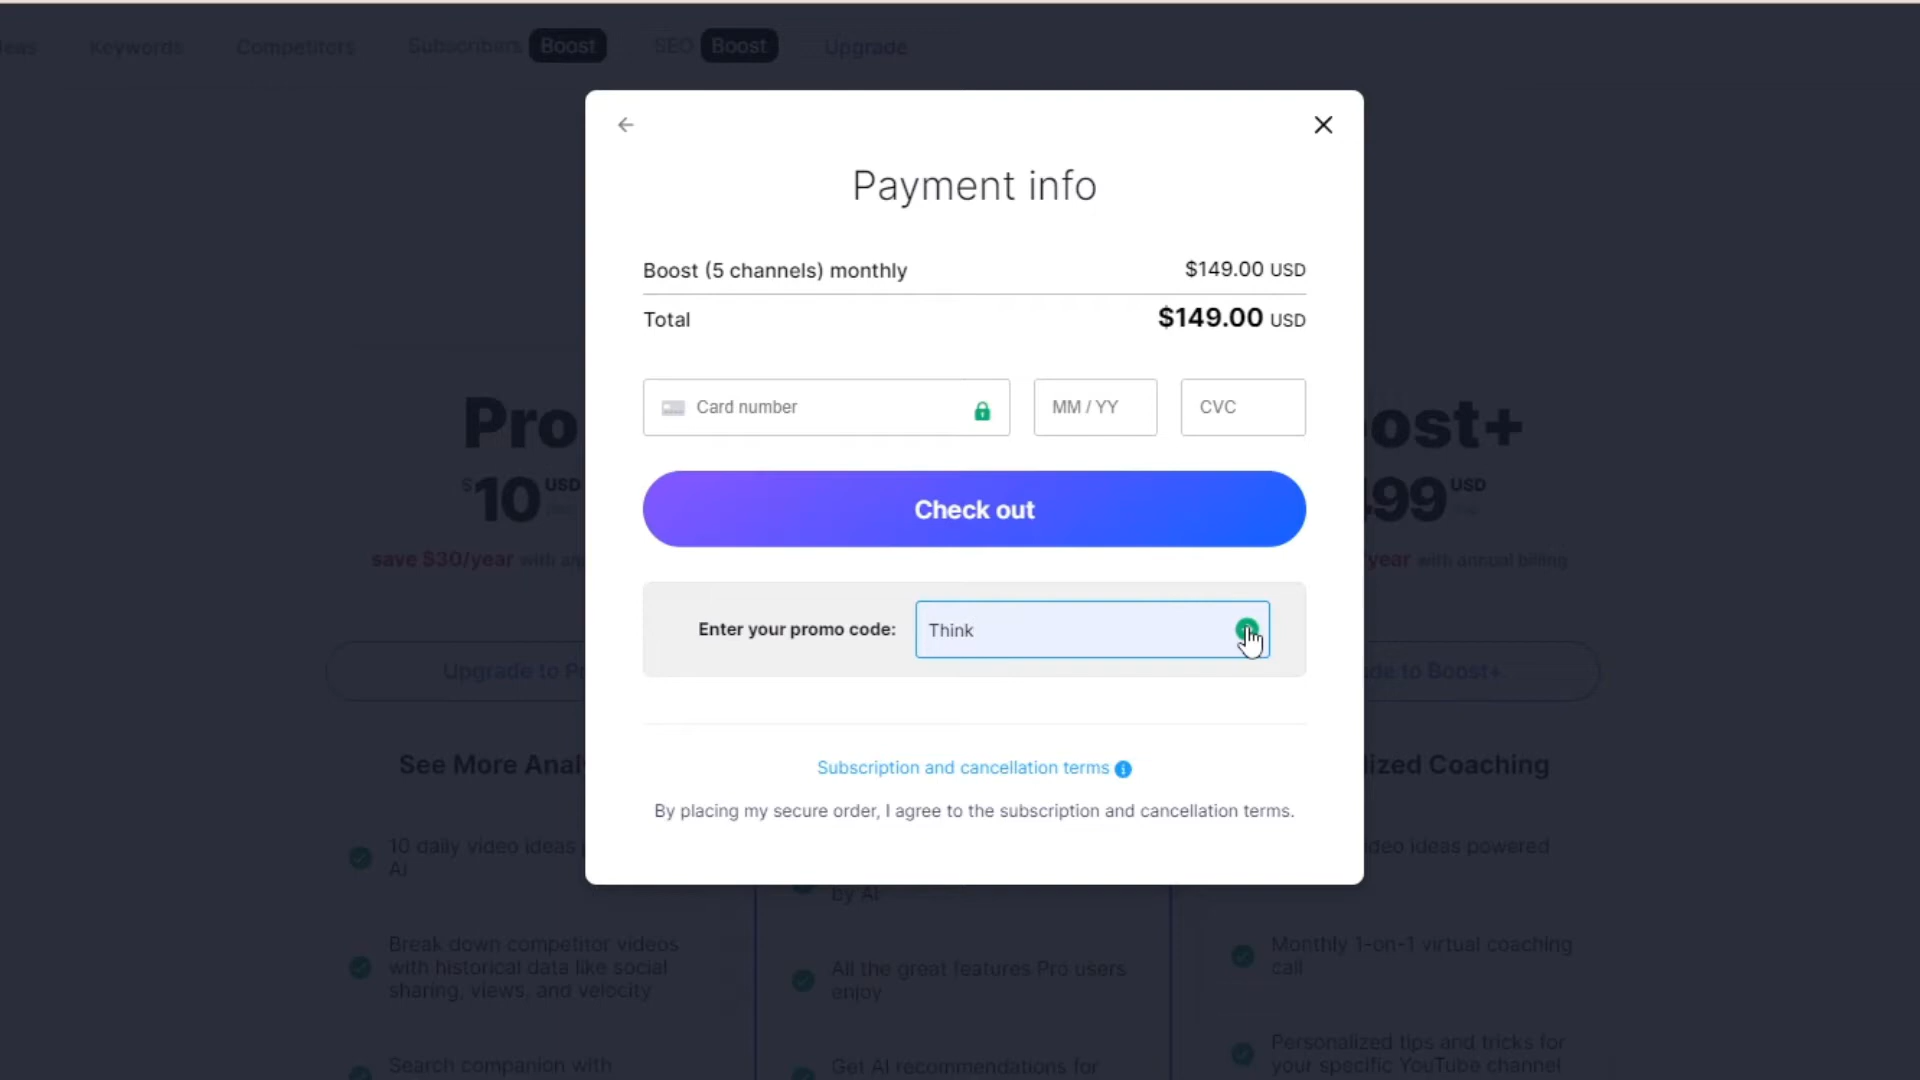 Keywords Competitors Subscribers Boost SEO Boost Upgrade
Payment info
Boost (5 channels) monthly $149.00 USD
Total $149.00 USD
Card number MM / YY CVC
Check out
Enter your promo code: Think
Subscription and cancellation terms
By placing my secure order, I agree to the subscription and cancellation terms.
Pro
$10 USD
save $30/year with
Upgrade to
See More
10 daily video ideas
AI
Break down competitor videos
with historical data like social
sharing, views, and velocity
Search companion with
by AI
All the great features Pro users
enjoy
Get AI recommendations for
99 USD
/year with annual billing
to Boost+
Coaching
ideas powered
Monthly 1-on-1 virtual coaching
call
Personalized tips and tricks for
your specific YouTube channel